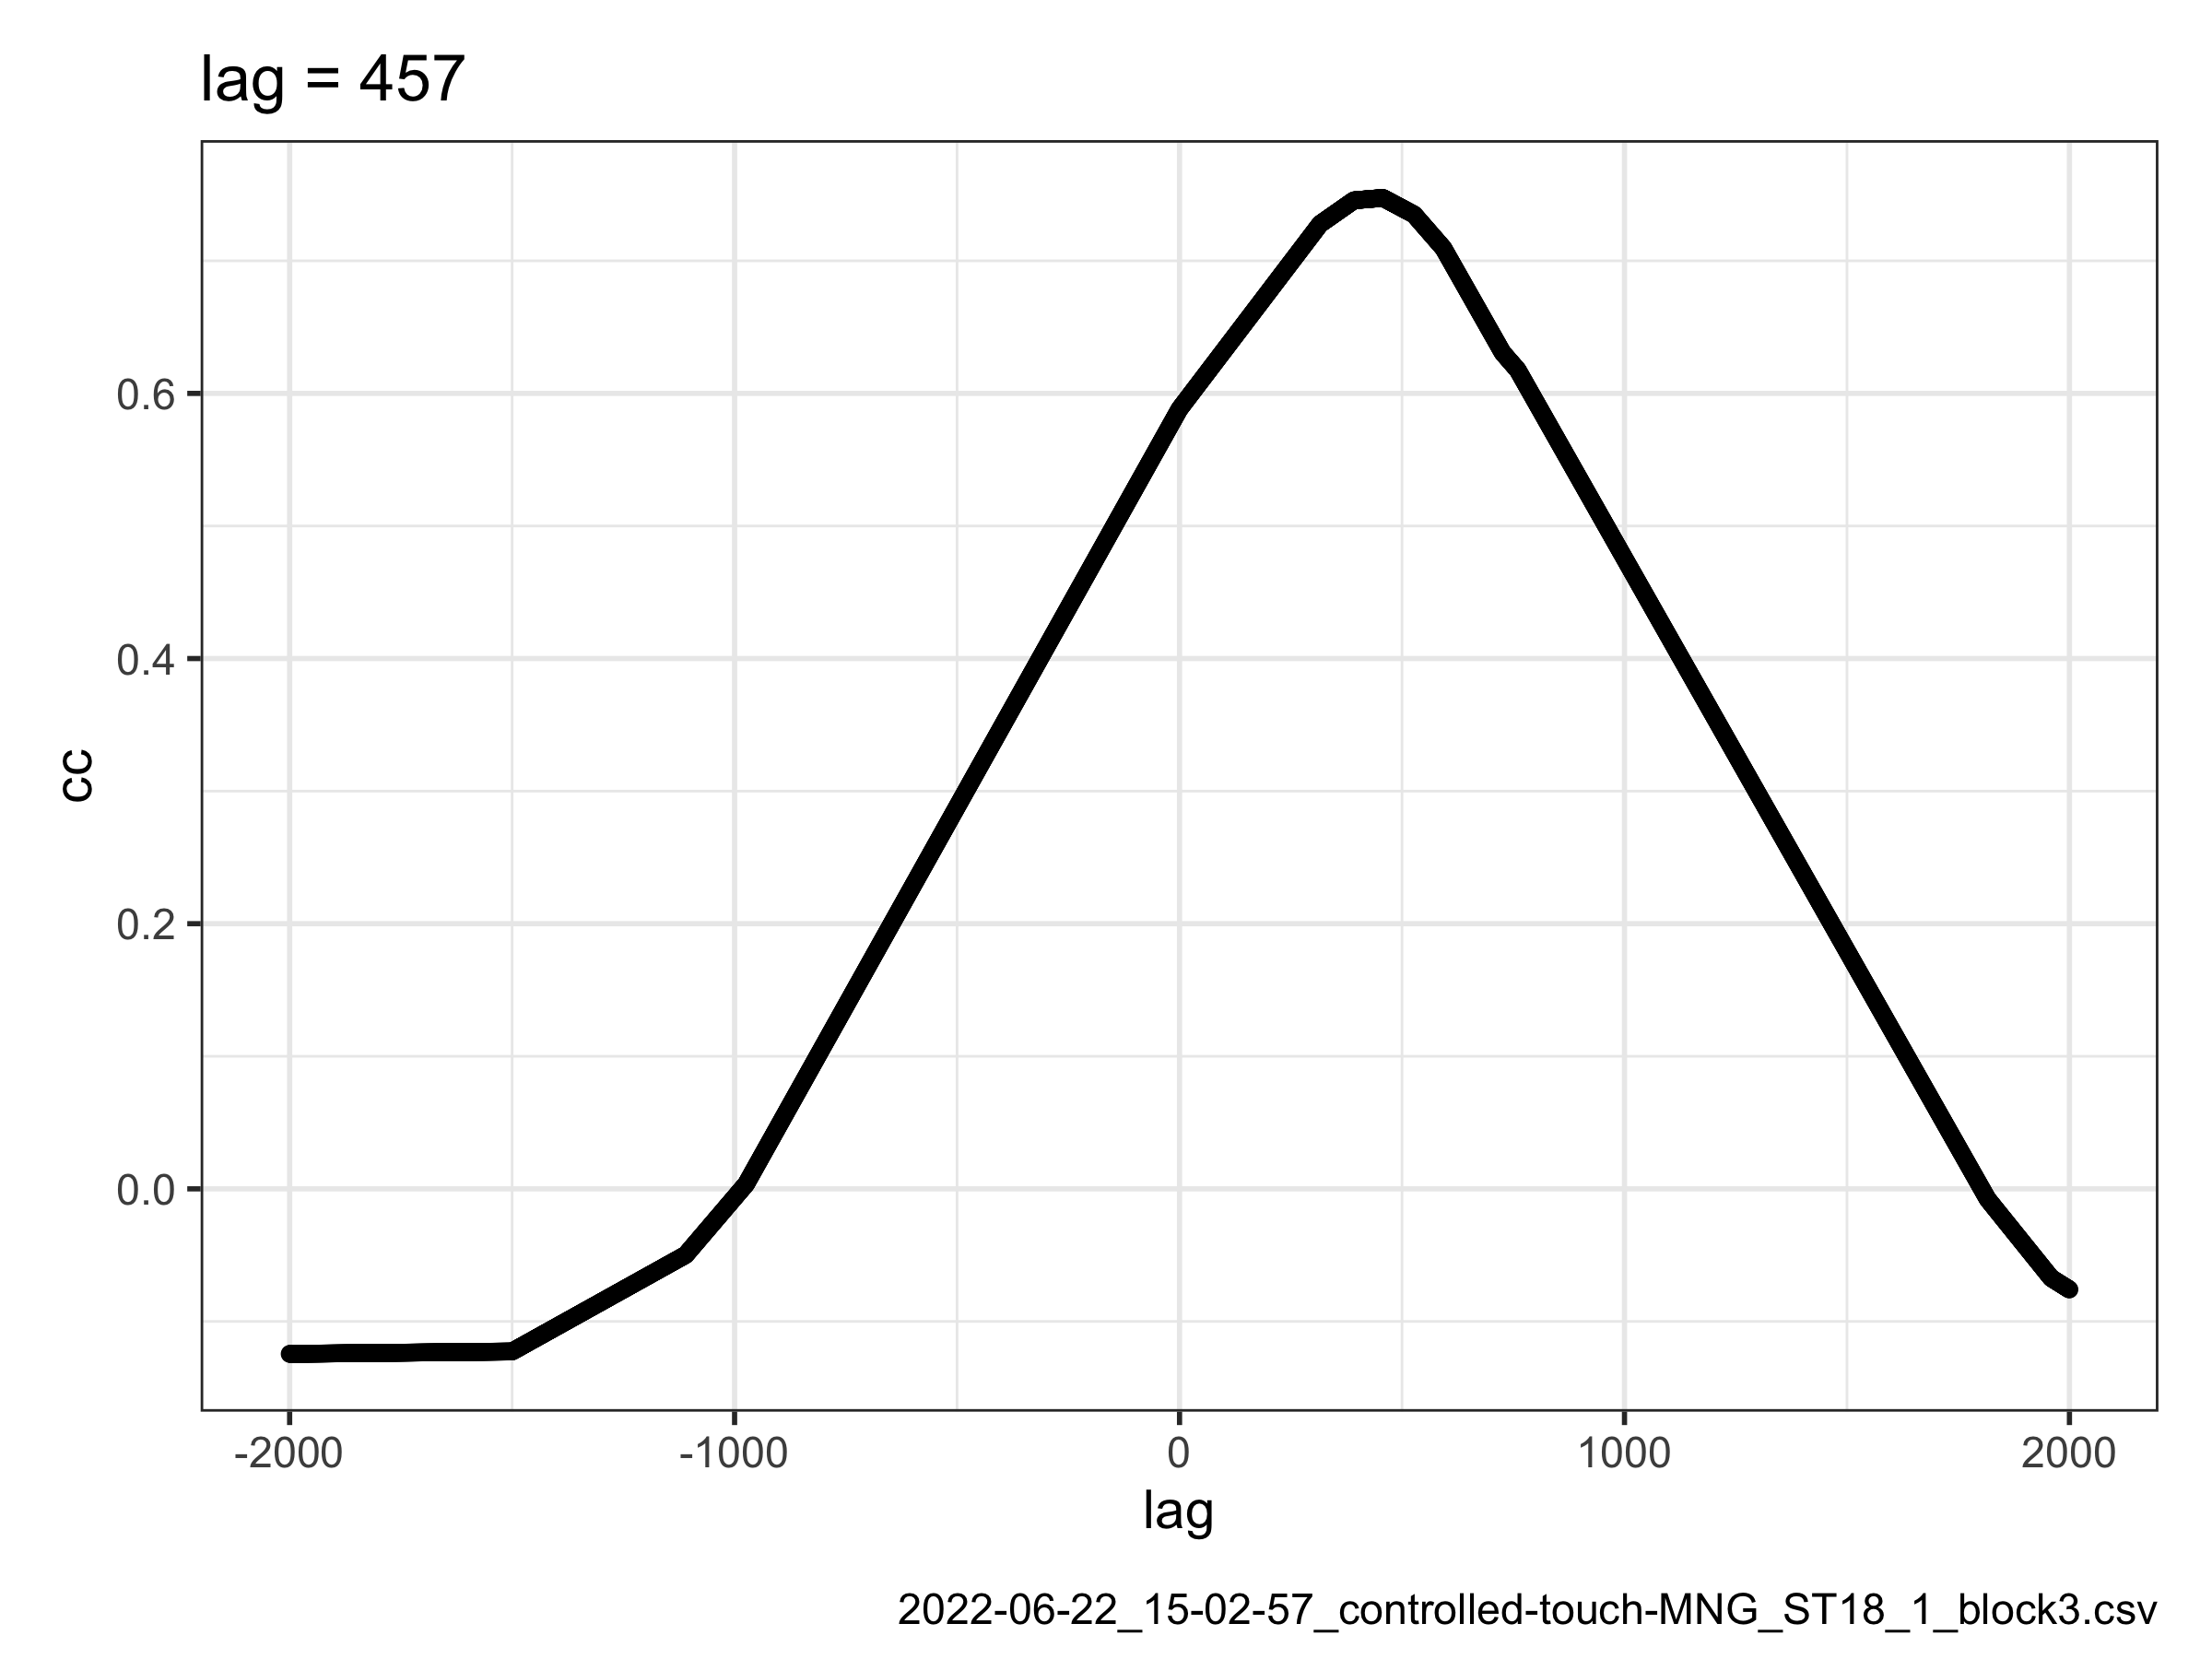 lag = 457
0.6
0.4
0.2
0.0
cc
-2000 -1000 0 1000 2000
lag
2022-06-22_15-02-57_controlled-touch-MNG_ST18_1_block3.csv